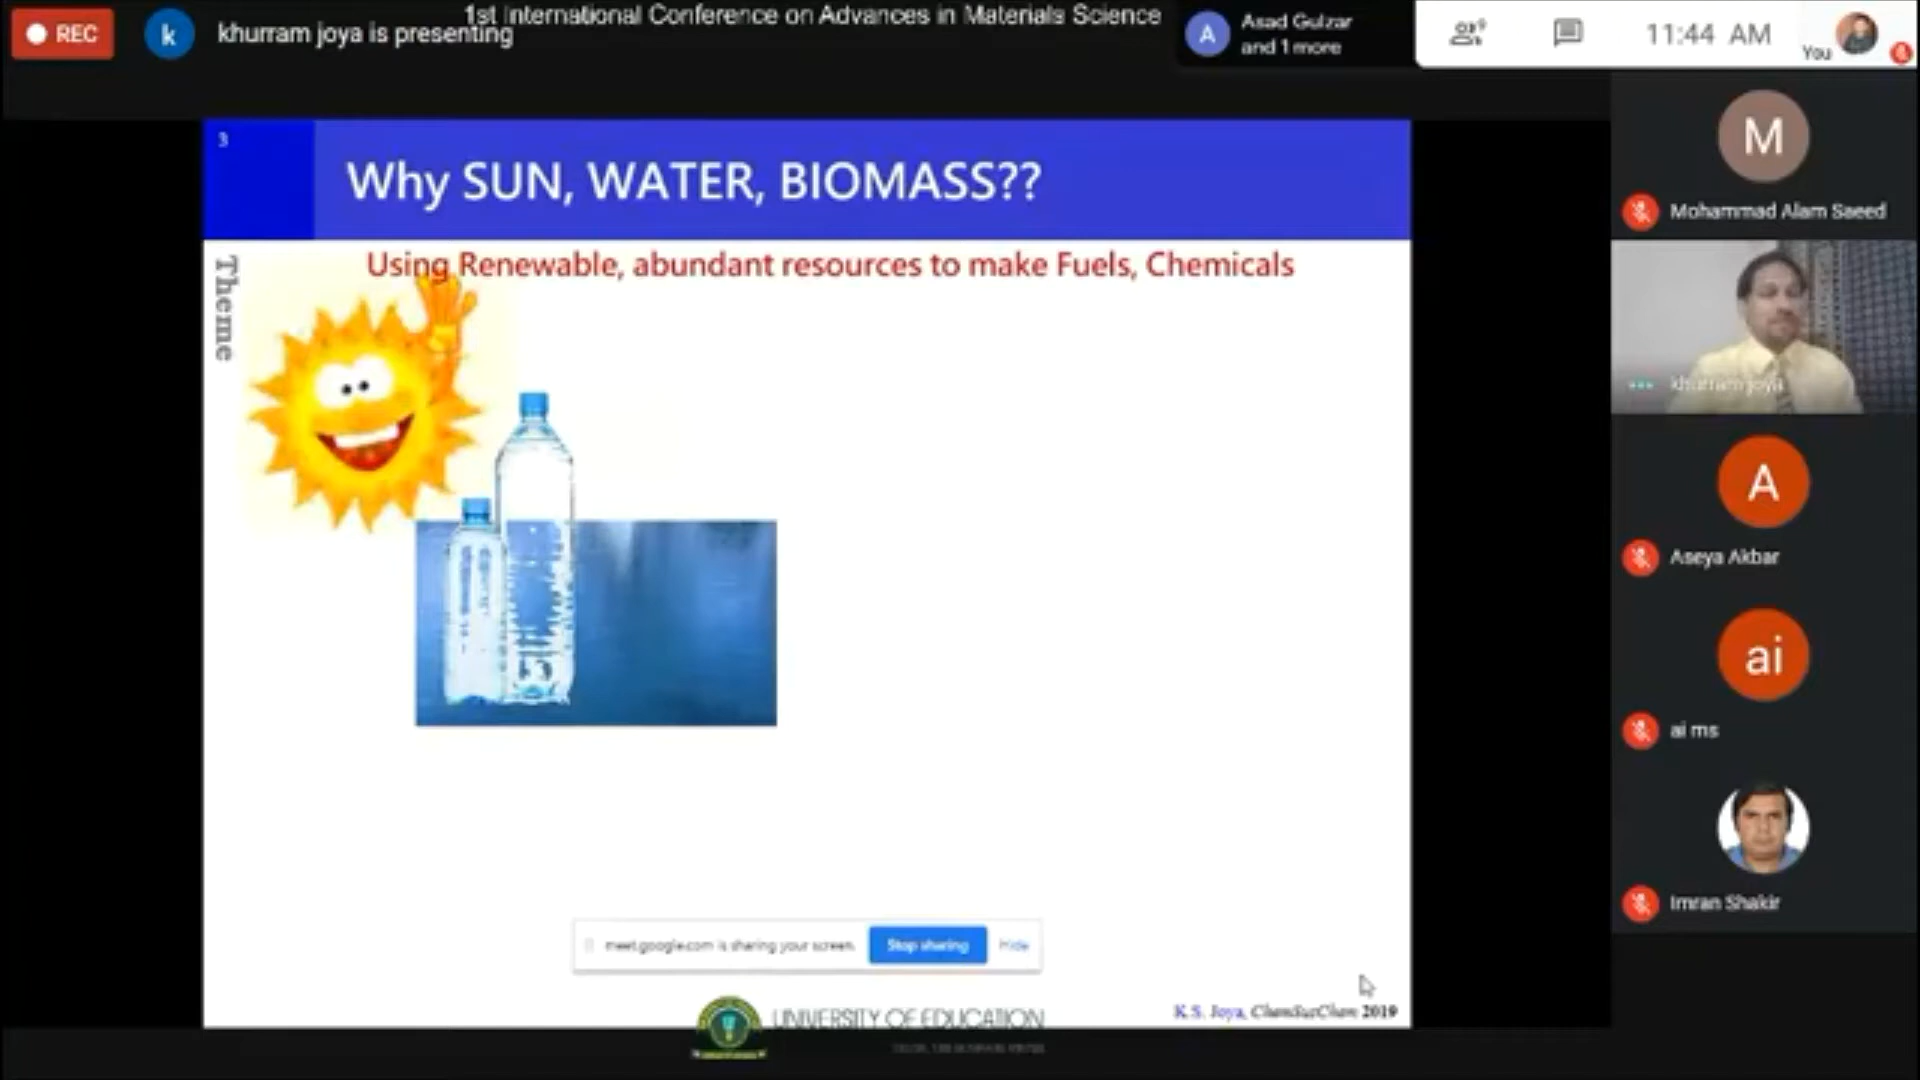 REC
k
khurram joya is presenting
1st International Conference on Advances in Materials Science
A
Asad Gulzar
and 1 more
9
11:44 AM
You
3
Why SUN, WATER, BIOMASS??
Theme
Using Renewable, abundant resources to make Fuels, Chemicals
meet.google.com is sharing your screen.
Stop sharing
Hide
K.S. Joya, ChemSusChem 2019
UNIVERSITY OF EDUCATION
M
Mohammad Alam Saeed
khurram joya
A
Aseya Akbar
ai
ai ms
Imran Shakir